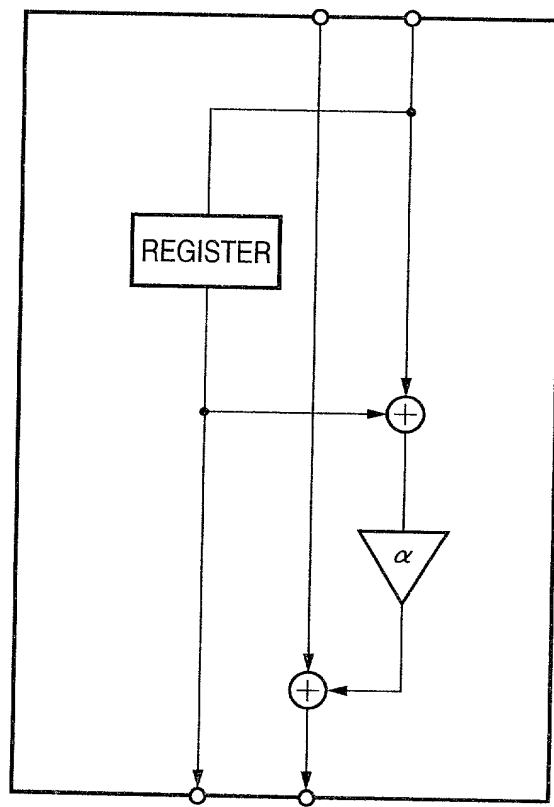 REGISTER
+
α
+